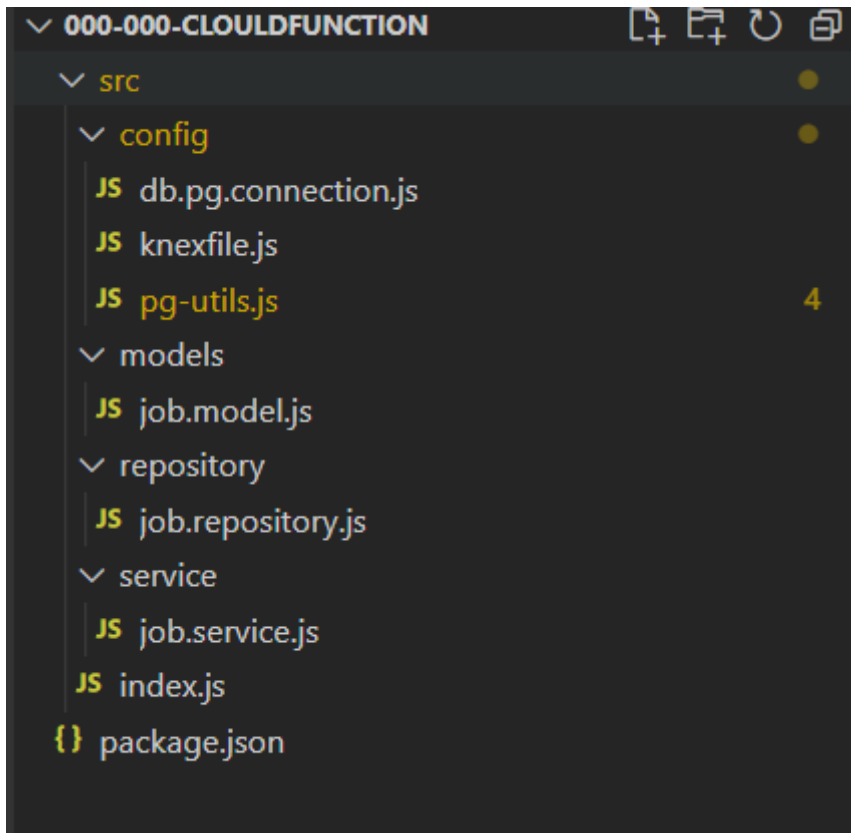 000-000-CLOULDFUNCTION
src
config
JS db.pg.connection.js
JS knexfile.js
JS pg-utils.js 4
models
JS job.model.js
repository
JS job.repository.js
service
JS job.service.js
JS index.js
{} package.json